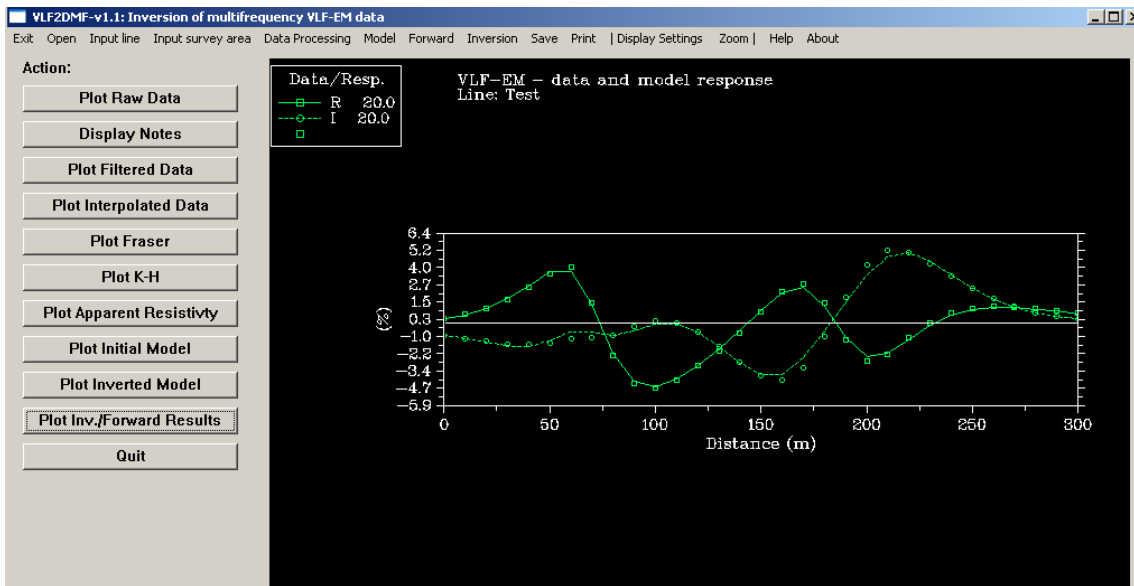 VLF2DMF-v1.1: Inversion of multifrequency VLF-EM data
Exit Open Input line Input survey area Data Processing Model Forward Inversion Save Print | Display Settings Zoom | Help About
Action:
Plot Raw Data
Display Notes
Plot Filtered Data
Plot Interpolated Data
Plot Fraser
Plot K-H
Plot Apparent Resistivty
Plot Initial Model
Plot Inverted Model
Plot Inv./Forward Results
Quit
Data/Resp.
R 20.0
I 20.0
VLF-EM - data and model response
Line: Test
6.4
5.2
4.0
2.7
1.5
0.3
-1.0
-2.2
-3.4
-4.7
-5.9
(%)
0 50 100 150 200 250 300
Distance (m)